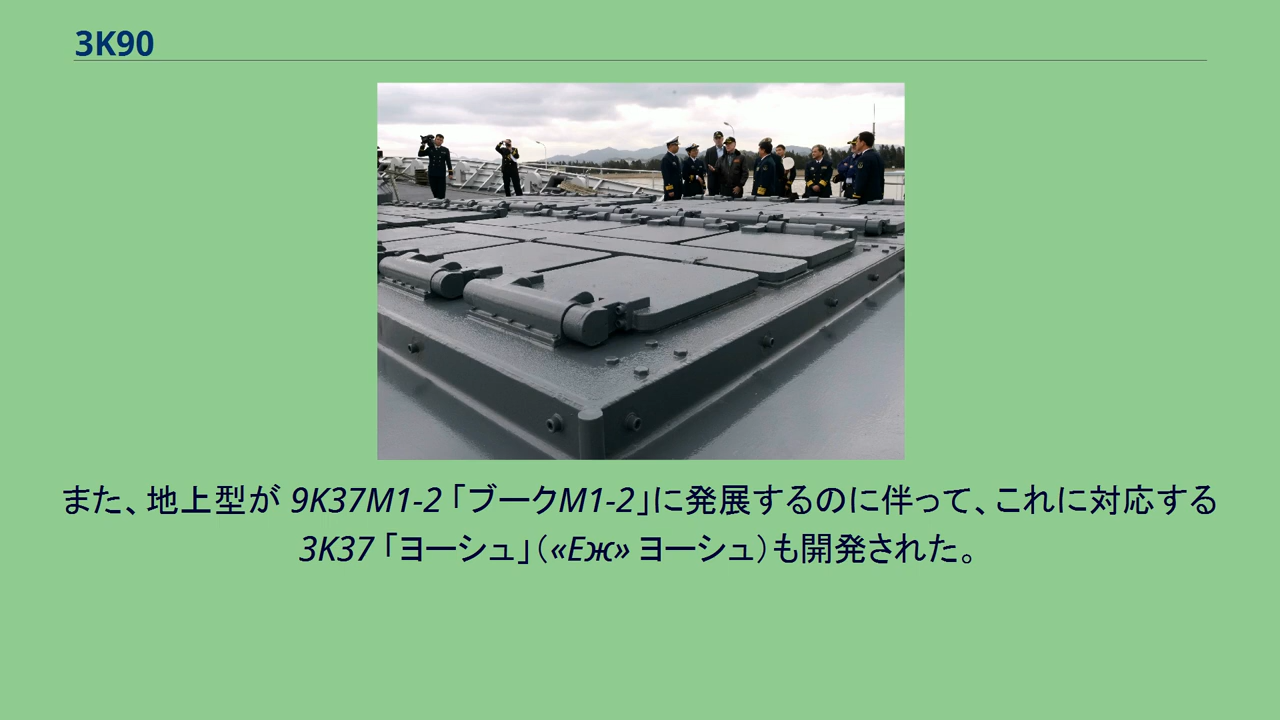 3K90
また、地上型が 9K37M1-2「ブークM1-2」に発展するのに伴って、これに対応する
3K37「ヨーシュ」（«Еж» ヨーシュ）も開発された。